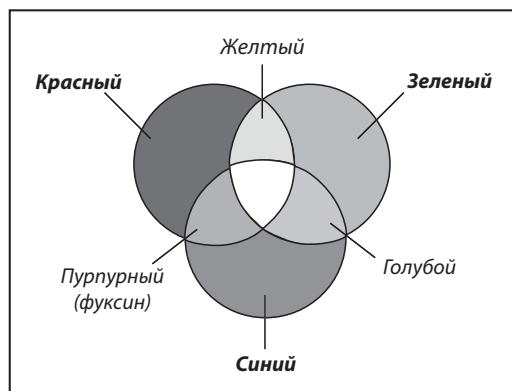 Желтый
Красный
Зеленый
Пурпурный
(фуксин)
Голубой
Синий